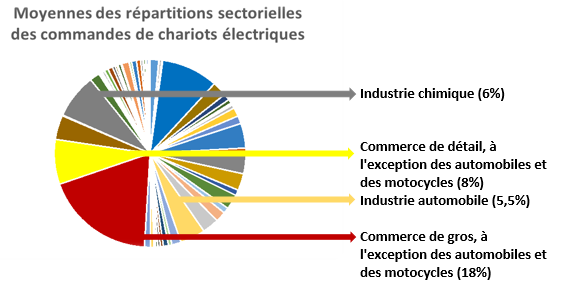 Moyennes des répartitions sectorielles
des commandes de chariots électriques
Industrie chimique (6%)
Commerce de détail, à
l'exception des automobiles et
des motocycles (8%)
Industrie automobile (5,5%)
Commerce de gros, à
l'exception des automobiles et
des motocycles (18%)